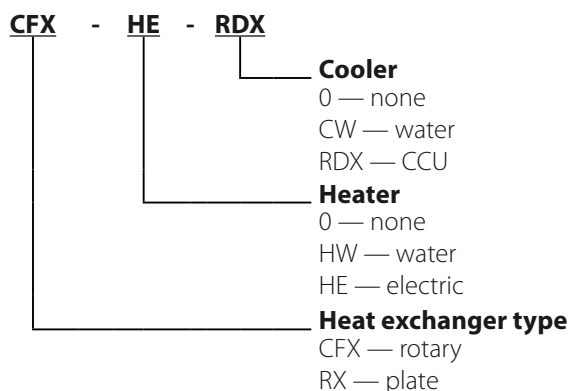 CFX - HE - RDX
Cooler
0 — none
CW — water
RDX — CCU
Heater
0 — none
HW — water
HE — electric
Heat exchanger type
CFX — rotary
RX — plate